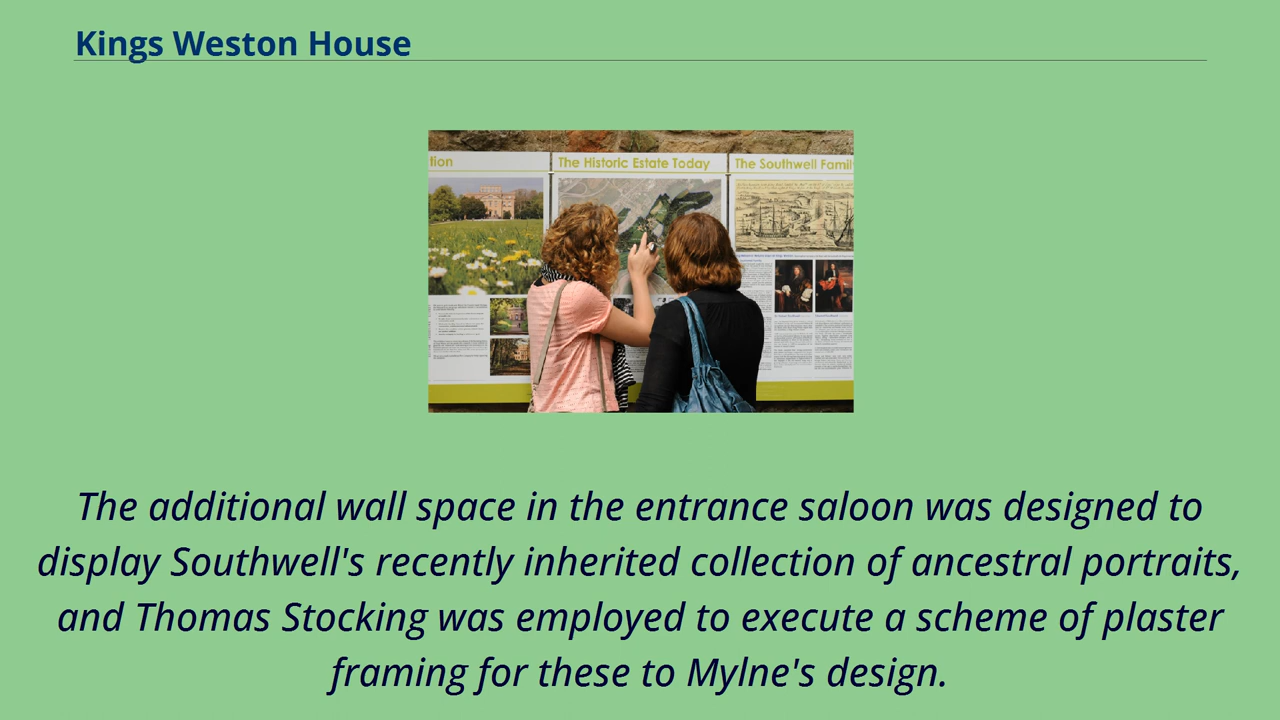 Kings Weston House
tion
The Historic Estate Today
The Southwell Famil
The additional wall space in the entrance saloon was designed to
display Southwell's recently inherited collection of ancestral portraits,
and Thomas Stocking was employed to execute a scheme of plaster
framing for these to Mylne's design.